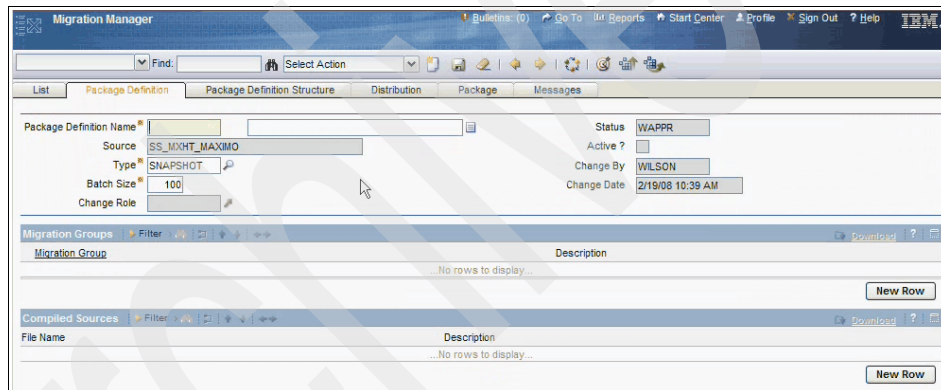 Migration Manager
Bulletins: (0) Go To Reports Start Center Profile Sign Out Help IBM
Find: Select Action
List Package Definition Package Definition Structure Distribution Package Messages
Package Definition Name* Status WAPPR
Source SS_MXHT_MAXIMO Active ?
Type* SNAPSHOT Change By WILSON
Batch Size* 100 Change Date 2/19/08 10:39 AM
Change Role
Migration Groups Filter Download ?
Migration Group Description
...No rows to display...
New Row
Compiled Sources Filter Download ?
File Name Description
...No rows to display...
New Row